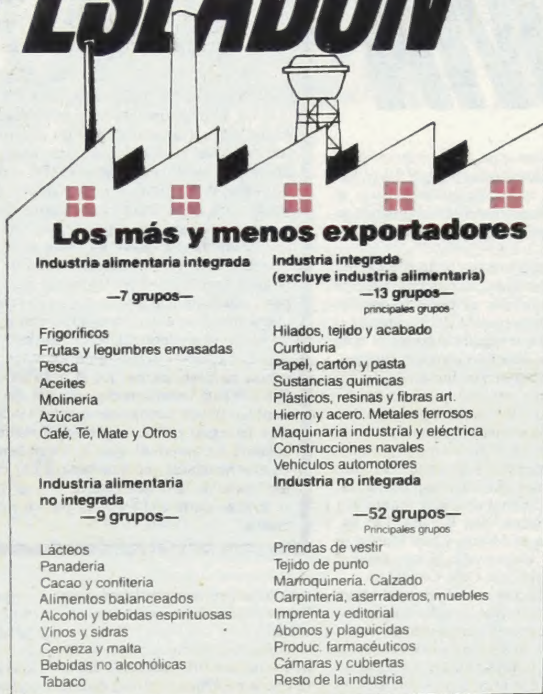 ESLABON
Los más y menos exportadores
Industria alimentaria integrada
—7 grupos—
Frigoríficos
Frutas y legumbres envasadas
Pesca
Aceites
Molinería
Azúcar
Café, Té, Mate y Otros
Industria alimentaria
no integrada
—9 grupos—
Lácteos
Panadería
Cacao y confitería
Alimentos balanceados
Alcohol y bebidas espirituosas
Vinos y sidras
Cerveza y malta
Bebidas no alcohólicas
Tabaco
Industria integrada
(excluye industria alimentaria)
—13 grupos—
principales grupos
Hilados, tejido y acabado
Curtiduría
Papel, cartón y pasta
Sustancias químicas
Plásticos, resinas y fibras art.
Hierro y acero. Metales ferrosos
Maquinaria industrial y eléctrica
Construcciones navales
Vehículos automotores
Industria no integrada
—52 grupos—
Principales grupos
Prendas de vestir
Tejido de punto
Marroquinería. Calzado
Carpintería, aserraderos, muebles
Imprenta y editorial
Abonos y plaguicidas
Produc. farmacéuticos
Cámaras y cubiertas
Resto de la industria